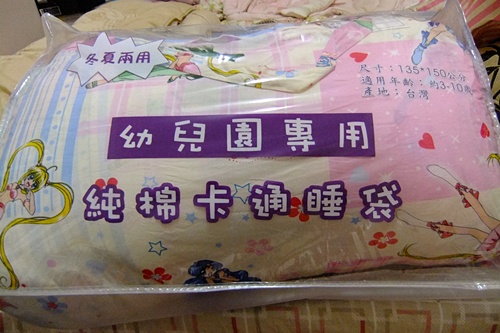 冬夏兩用
尺寸：135*150公分
適用年齡：約3-10歲
產地：台灣
幼兒園專用
純棉卡通睡袋